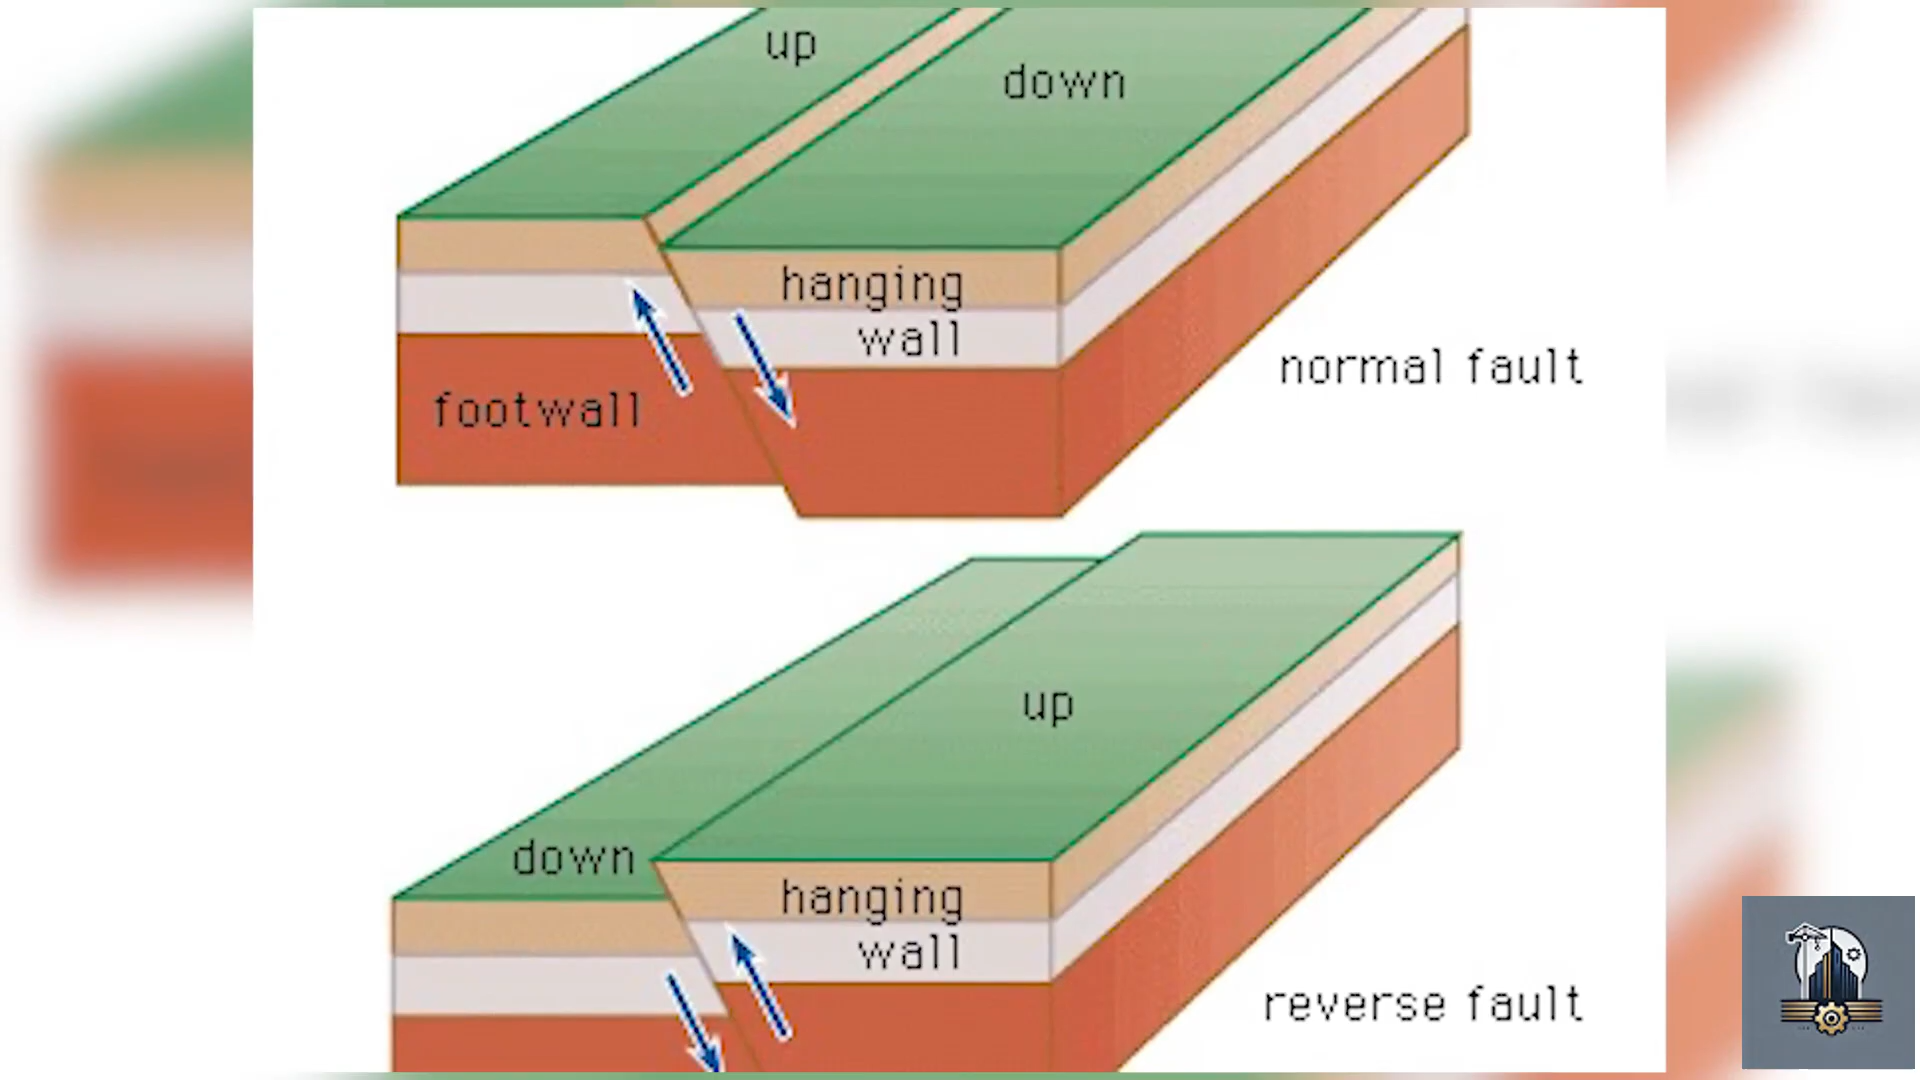 up
down
hanging
wall
footwall
normal fault
up
down
hanging
wall
reverse fault